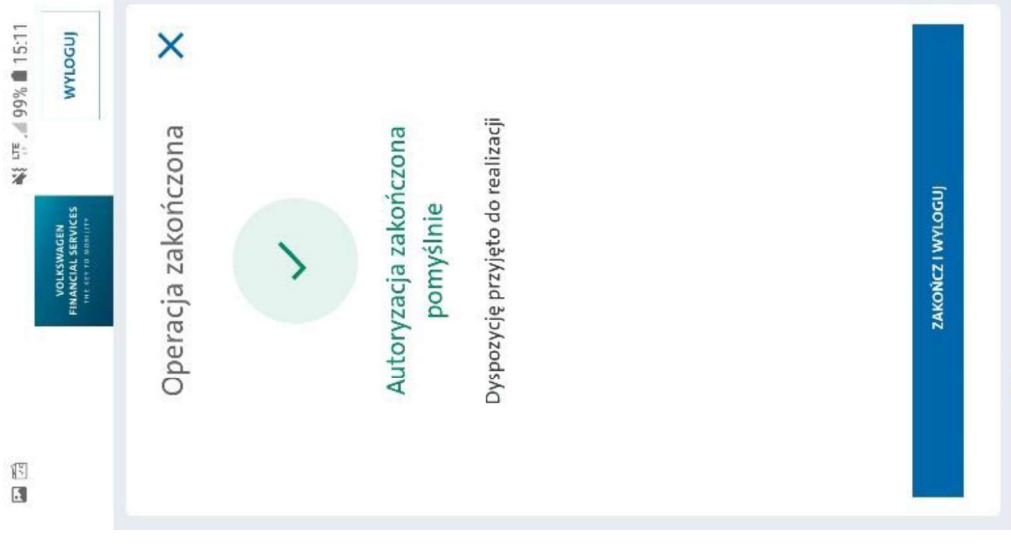 LTE 99% 15:11
VOLKSWAGEN
FINANCIAL SERVICES
THE KEY TO MOBILITY
WYLOGUJ
Operacja zakończona
Autoryzacja zakończona
pomyślnie
Dyspozycję przyjęto do realizacji
ZAKOŃCZ I WYLOGUJ